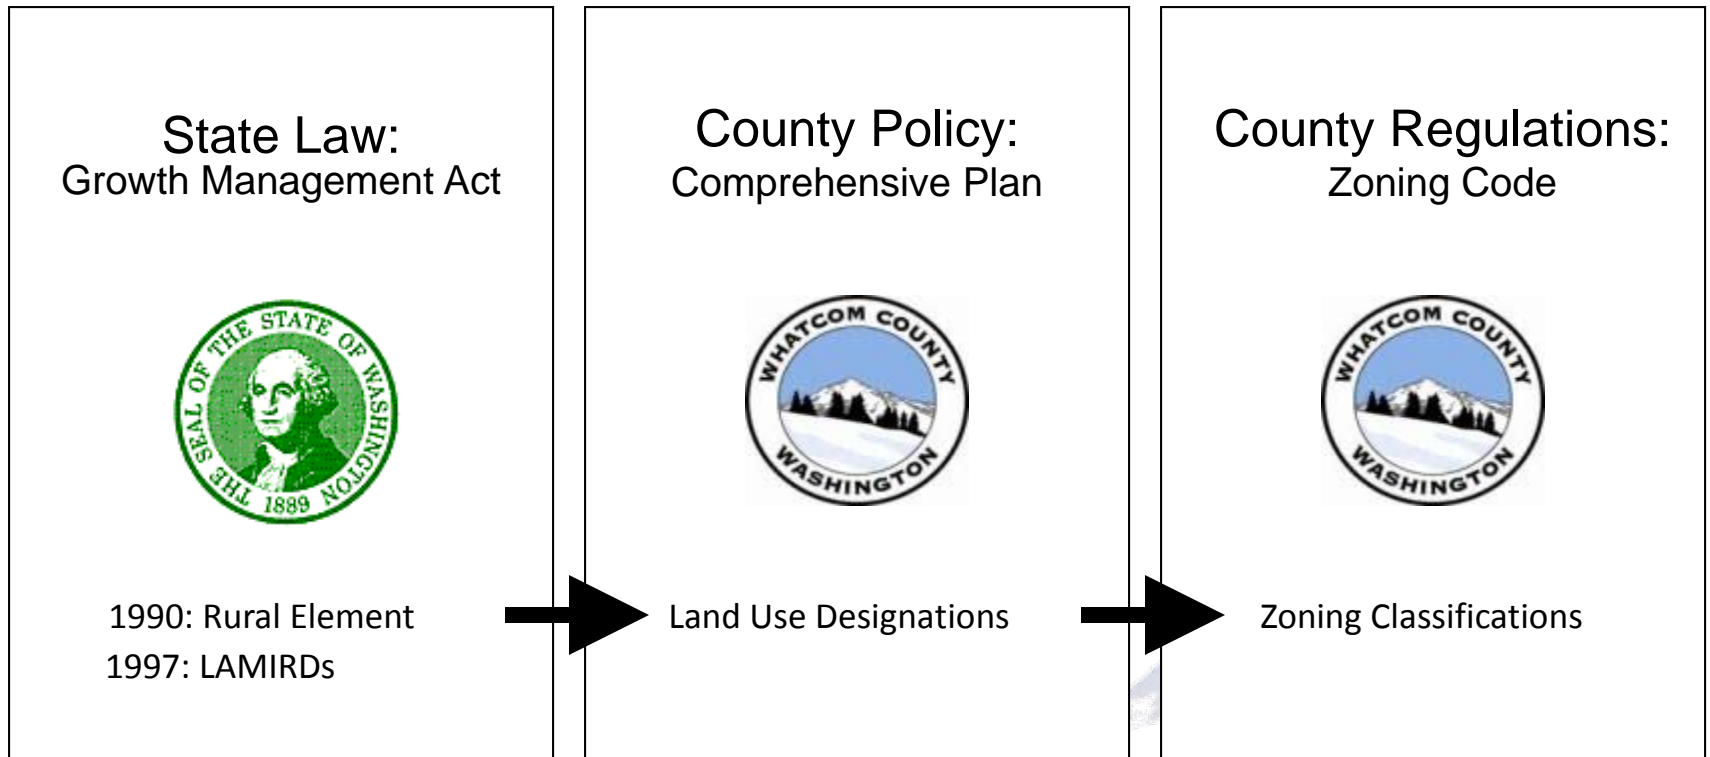 State Law:
Growth Management Act
THE SEAL OF THE STATE OF WASHINGTON
1889
1990: Rural Element
1997: LAMIRDs
County Policy:
Comprehensive Plan
WHATCOM COUNTY
WASHINGTON
Land Use Designations
County Regulations:
Zoning Code
WHATCOM COUNTY
WASHINGTON
Zoning Classifications